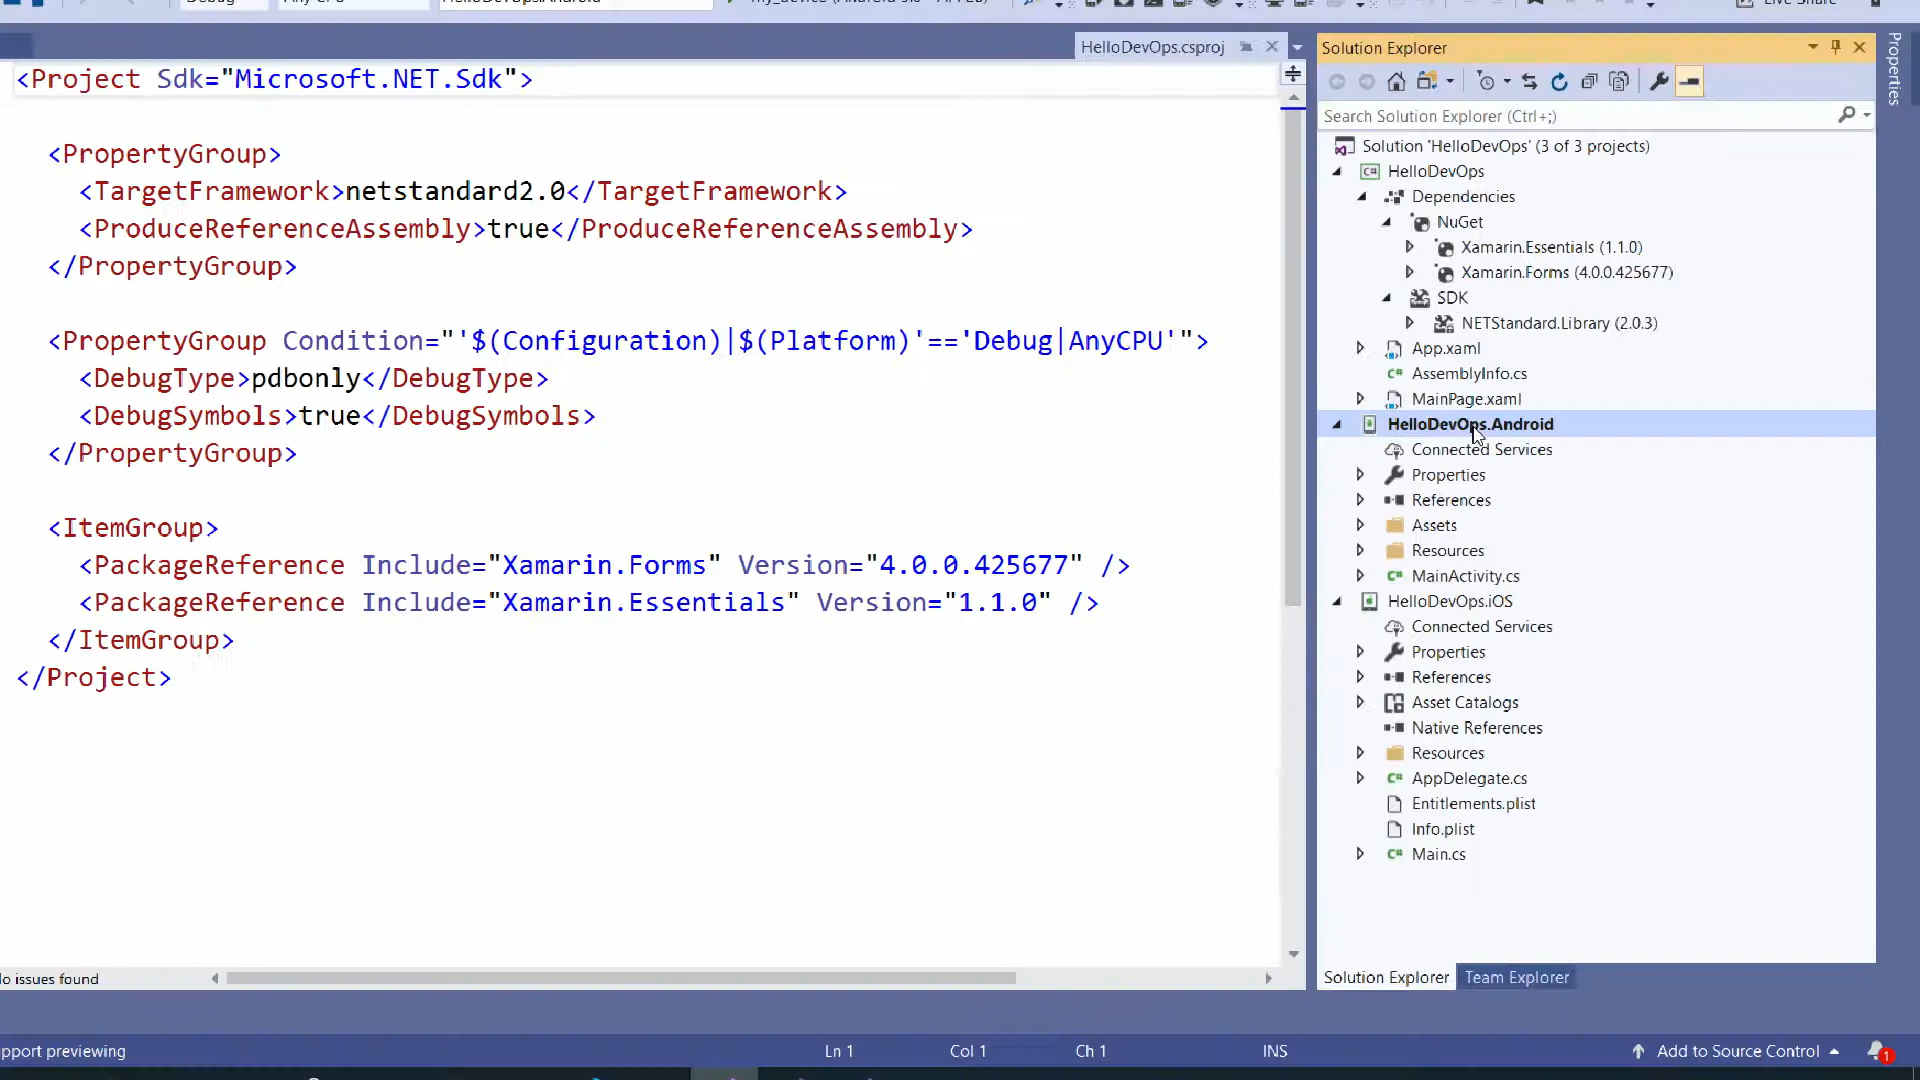 HelloDevOps.csproj
<Project Sdk="Microsoft.NET.Sdk">
<PropertyGroup>
<TargetFramework>netstandard2.0</TargetFramework>
<ProduceReferenceAssembly>true</ProduceReferenceAssembly>
</PropertyGroup>
<PropertyGroup Condition="'$(Configuration)|$(Platform)'=='Debug|AnyCPU'">
<DebugType>pdbonly</DebugType>
<DebugSymbols>true</DebugSymbols>
</PropertyGroup>
<ItemGroup>
<PackageReference Include="Xamarin.Forms" Version="4.0.0.425677" />
<PackageReference Include="Xamarin.Essentials" Version="1.1.0" />
</ItemGroup>
</Project>
issues found
Solution Explorer
Search Solution Explorer (Ctrl+;)
Solution 'HelloDevOps' (3 of 3 projects)
HelloDevOps
Dependencies
NuGet
Xamarin.Essentials (1.1.0)
Xamarin.Forms (4.0.0.425677)
SDK
NETStandard.Library (2.0.3)
App.xaml
AssemblyInfo.cs
MainPage.xaml
HelloDevOps.Android
Connected Services
Properties
References
Assets
Resources
MainActivity.cs
HelloDevOps.iOS
Connected Services
Properties
References
Asset Catalogs
Native References
Resources
AppDelegate.cs
Entitlements.plist
Info.plist
Main.cs
Solution Explorer
Team Explorer
Properties
pport previewing
Ln 1
Col 1
Ch 1
INS
Add to Source Control
1